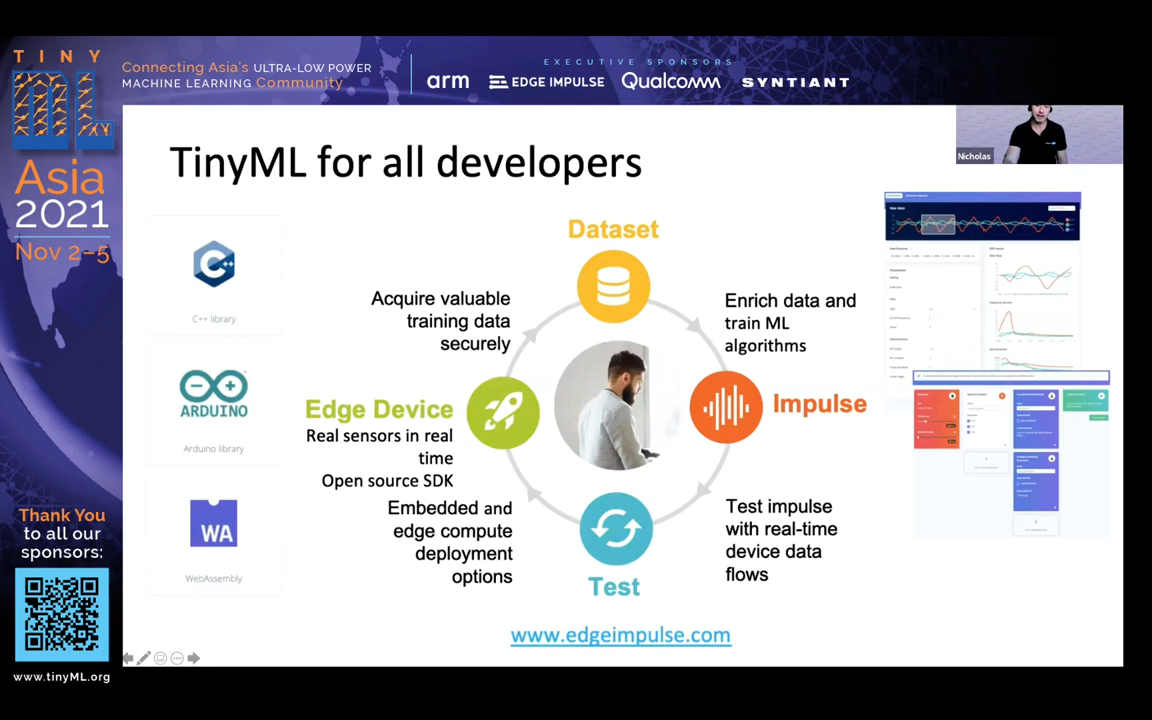 TINY
ML
Asia
2021
Nov 2–5
Connecting Asia's ULTRA-LOW POWER
MACHINE LEARNING Community
EXECUTIVE SPONSORS
arm
EDGE IMPULSE
Qualcomm
SYNTIANT
Nicholas
TinyML for all developers
C++
C++ library
ARDUINO
Arduino library
WA
WebAssembly
Dataset
Acquire valuable
training data
securely
Enrich data and
train ML
algorithms
Edge Device
Real sensors in real
time
Open source SDK
Impulse
Embedded and
edge compute
deployment
options
Test impulse
with real-time
device data
flows
Test
www.edgeimpulse.com
Thank You
to all our
sponsors:
www.tinyML.org